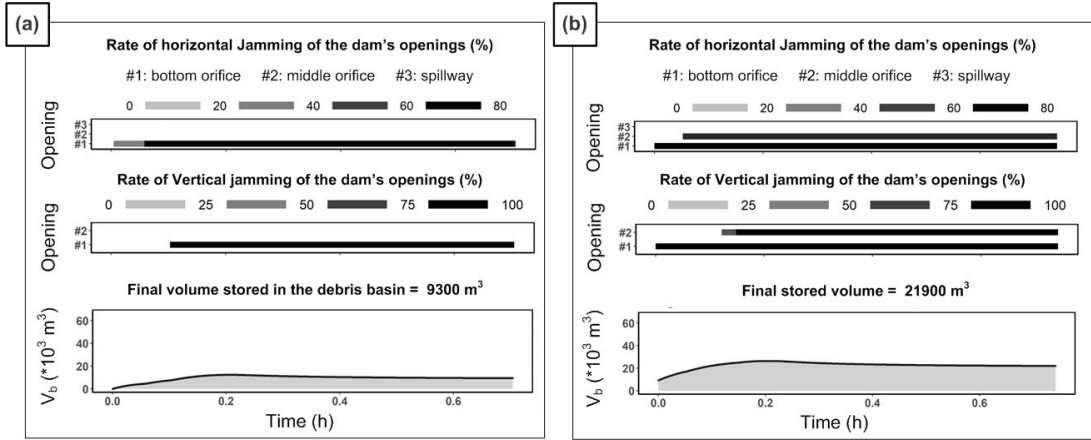 (a)
Rate of horizontal Jamming of the dam's openings (%)
#1: bottom orifice #2: middle orifice #3: spillway
0 20 40 60 80
Opening
#3
#2
#1
Rate of Vertical jamming of the dam's openings (%)
0 25 50 75 100
Opening
#2
#1
Final volume stored in the debris basin = 9300 m³
V_b (*10³ m³)
60
40
20
0
0.0 0.2 0.4 0.6
Time (h)
(b)
Rate of horizontal Jamming of the dam's openings (%)
#1: bottom orifice #2: middle orifice #3: spillway
0 20 40 60 80
Opening
#3
#2
#1
Rate of Vertical jamming of the dam's openings (%)
0 25 50 75 100
Opening
#2
#1
Final stored volume = 21900 m³
V_b (*10³ m³)
60
40
20
0
0.0 0.2 0.4 0.6
Time (h)